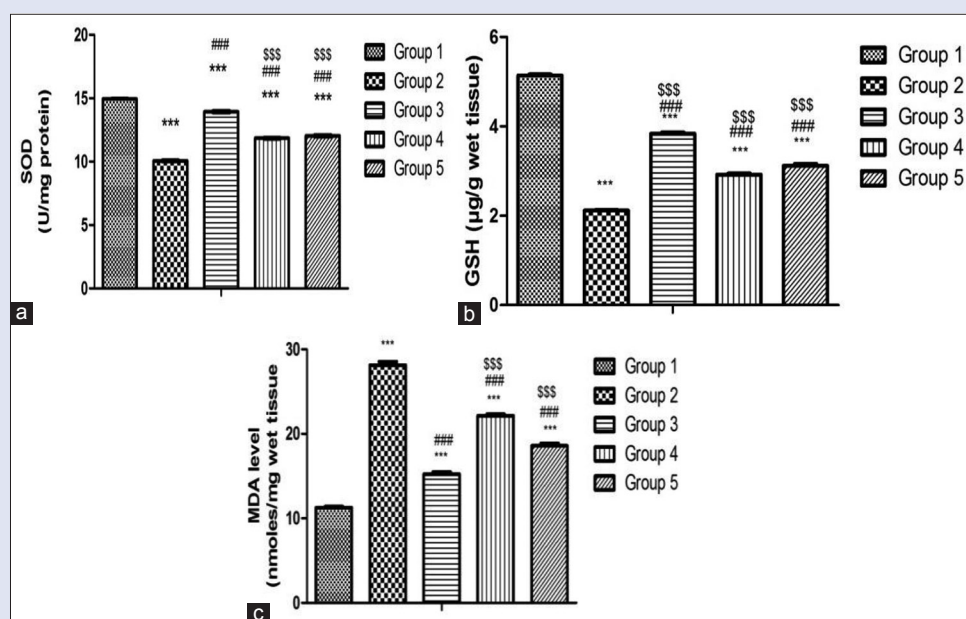 SOD
(U/mg protein)
20
15
10
5
0
***
###
***
$$$
###
***
$$$
###
***
Group 1
Group 2
Group 3
Group 4
Group 5
a
GSH (µg/g wet tissue)
6
4
2
0
***
$$$
###
***
$$$
###
***
$$$
###
***
Group 1
Group 2
Group 3
Group 4
Group 5
b
MDA level
(nmoles/mg wet tissue
30
20
10
0
***
###
***
$$$
###
***
$$$
###
***
Group 1
Group 2
Group 3
Group 4
Group 5
c